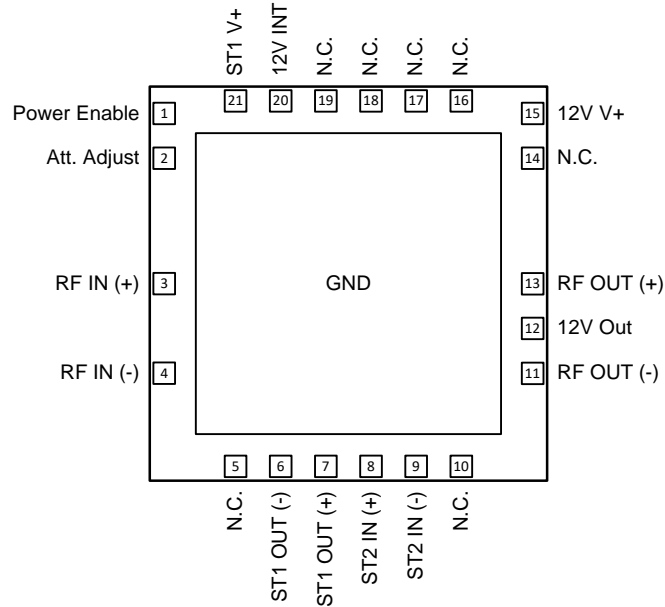 ST1 V+
12V INT
N.C.
N.C.
N.C.
N.C.
21
20
19
18
17
16
Power Enable
1
15
12V V+
Att. Adjust
2
14
N.C.
RF IN (+)
3
GND
13
RF OUT (+)
12
12V Out
RF IN (-)
4
11
RF OUT (-)
5
6
7
8
9
10
N.C.
ST1 OUT (-)
ST1 OUT (+)
ST2 IN (+)
ST2 IN (-)
N.C.